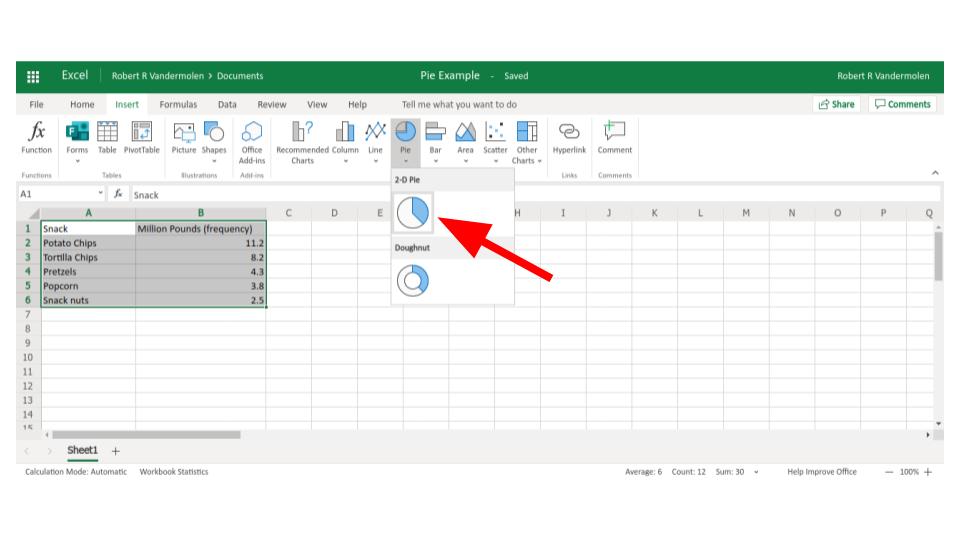 Excel Robert R Vandermolen > Documents Pie Example - Saved Robert R Vandermolen
File Home Insert Formulas Data Review View Help Tell me what you want to do Share Comments
fx F ?
Function Forms Table PivotTable Picture Shapes Office Add-ins Recommended Charts Column Line Pie Bar Area Scatter Other Charts Hyperlink Comment
Functions Tables Illustrations Add-ins Links Comments
2-D Pie
Doughnut
A1 fx Snack
A B C D E H I J K L M N O P Q
1 Snack Million Pounds (frequency)
2 Potato Chips 11.2
3 Tortilla Chips 8.2
4 Pretzels 4.3
5 Popcorn 3.8
6 Snack nuts 2.5
7
8
9
10
11
12
13
14
15
Sheet1 +
Calculation Mode: Automatic Workbook Statistics Average: 6 Count: 12 Sum: 30 Help Improve Office — 100% +